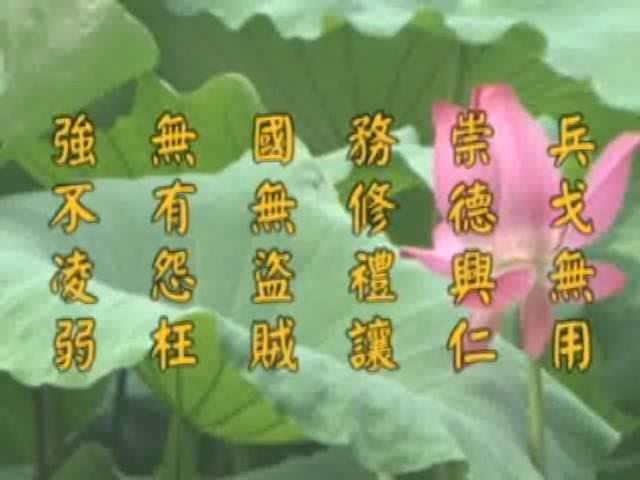 兵戈無用
崇德興仁
務修禮讓
國無盜賊
無有怨枉
強不凌弱